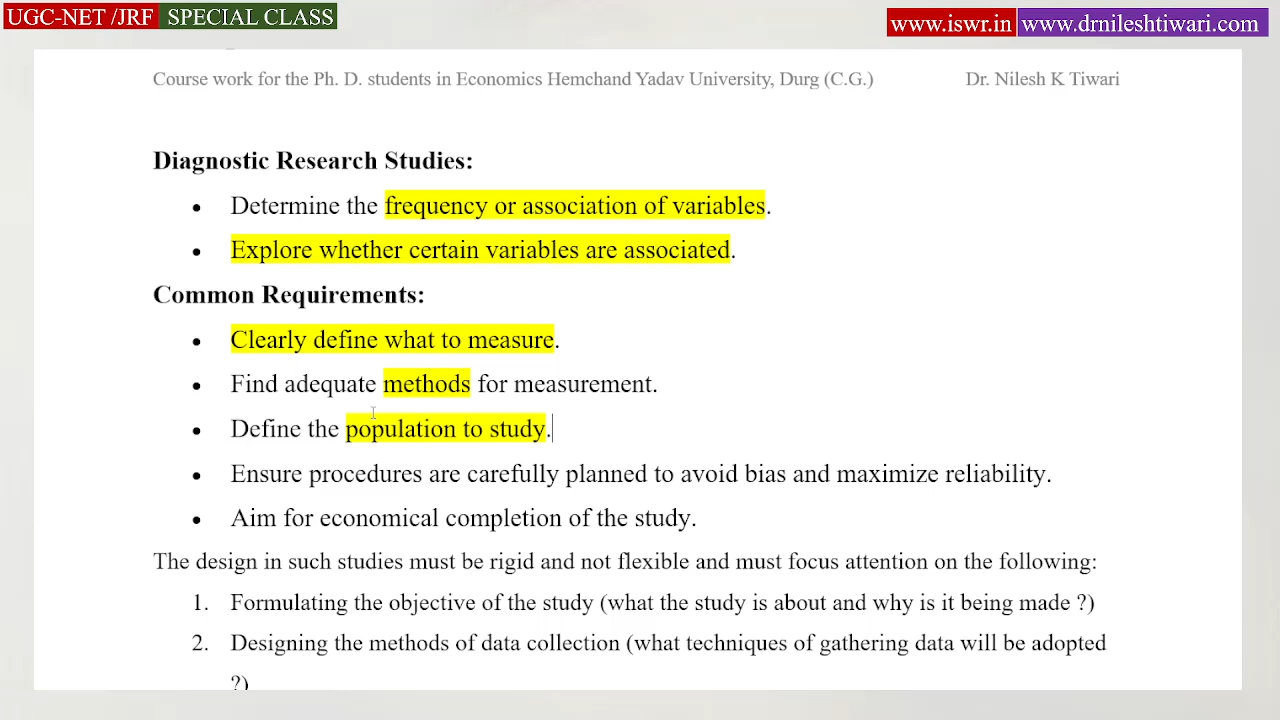 UGC-NET /JRF SPECIAL CLASS
www.iswr.in www.drnileshtiwari.com
Course work for the Ph. D. students in Economics Hemchand Yadav University, Durg (C.G.) Dr. Nilesh K Tiwari
Diagnostic Research Studies:
• Determine the frequency or association of variables.
• Explore whether certain variables are associated.
Common Requirements:
• Clearly define what to measure.
• Find adequate methods for measurement.
• Define the population to study.
• Ensure procedures are carefully planned to avoid bias and maximize reliability.
• Aim for economical completion of the study.
The design in such studies must be rigid and not flexible and must focus attention on the following:
1. Formulating the objective of the study (what the study is about and why is it being made ?)
2. Designing the methods of data collection (what techniques of gathering data will be adopted
?)